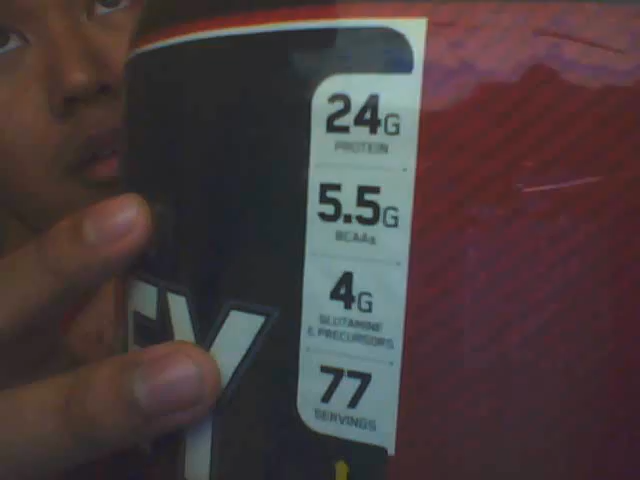 24G
PROTEIN
5.5G
BCAAs
4G
GLUTAMINE
& PRECURSORS
77
SERVINGS